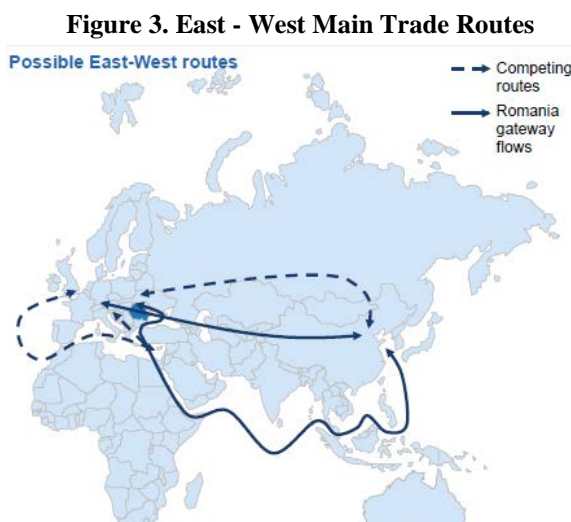 Figure 3. East - West Main Trade Routes
Possible East-West routes
Competing
routes
Romania
gateway
flows